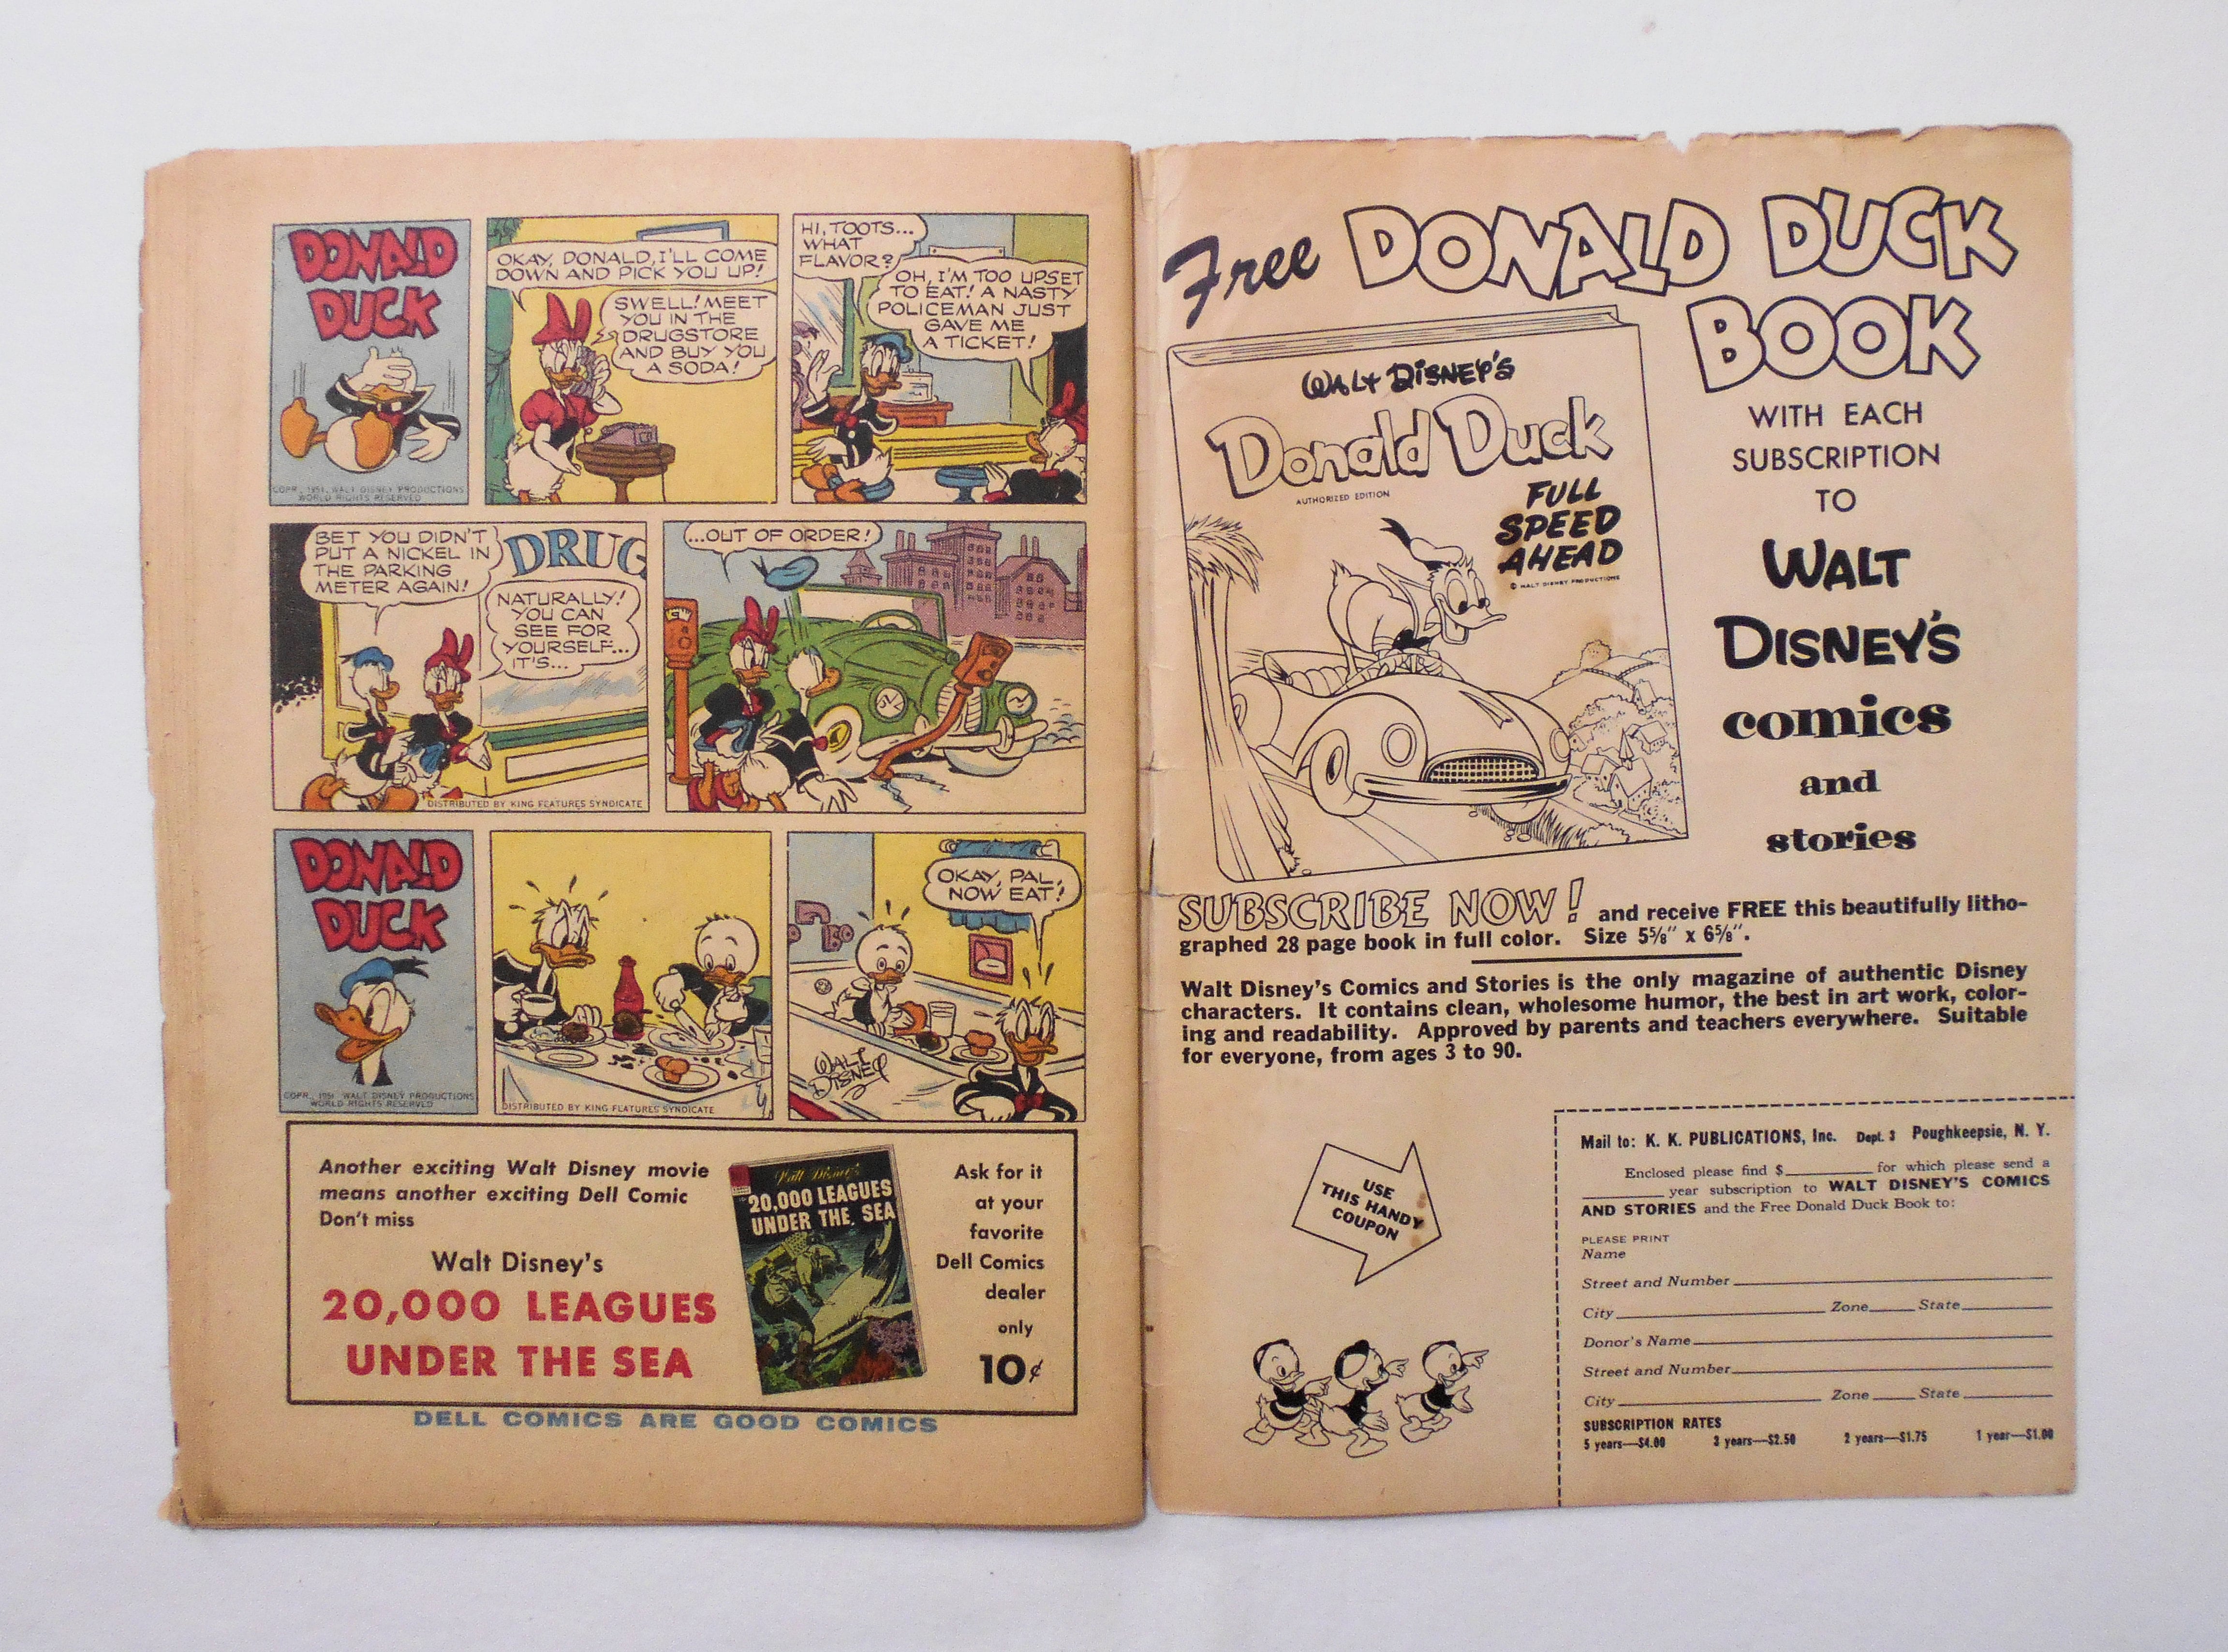 DONALD
DUCK
COPR. 1951, WALT DISNEY PRODUCTIONS
WORLD RIGHTS RESERVED
OKAY, DONALD, I'LL COME
DOWN AND PICK YOU UP!
SWELL! MEET
YOU IN THE
DRUGSTORE
AND BUY YOU
A SODA!
HI, TOOTS...
WHAT
FLAVOR?
OH, I'M TOO UPSET
TO EAT! A NASTY
POLICEMAN JUST
GAVE ME
A TICKET!
BET YOU DIDN'T
PUT A NICKEL IN
THE PARKING
METER AGAIN!
DRUG
NATURALLY!
YOU CAN
SEE FOR
YOURSELF...
IT'S...
DISTRIBUTED BY KING FEATURES SYNDICATE
...OUT OF ORDER!
DONALD
DUCK
COPR. 1951 WALT DISNEY PRODUCTIONS
WORLD RIGHTS RESERVED
DISTRIBUTED BY KING FEATURES SYNDICATE
OKAY, PAL,
NOW EAT!
WALT
DISNEY
Another exciting Walt Disney movie
means another exciting Dell Comic
Don't miss
Walt Disney's
20,000 LEAGUES
UNDER THE SEA
Walt Disney's
20,000 LEAGUES
UNDER THE SEA
Ask for it
at your
favorite
Dell Comics
dealer
only
10¢
DELL COMICS ARE GOOD COMICS
Free DONALD DUCK
BOOK
WITH EACH
SUBSCRIPTION
TO
WALT
DISNEY'S
comics
and
stories
WALT DISNEY'S
Donald Duck
AUTHORIZED EDITION
FULL
SPEED
AHEAD
© WALT DISNEY PRODUCTIONS
SUBSCRIBE NOW! and receive FREE this beautifully litho-
graphed 28 page book in full color. Size 5⅝" x 6⅝".
Walt Disney's Comics and Stories is the only magazine of authentic Disney
characters. It contains clean, wholesome humor, the best in art work, color-
ing and readability. Approved by parents and teachers everywhere. Suitable
for everyone, from ages 3 to 90.
USE
THIS HANDY
COUPON
Mail to: K. K. PUBLICATIONS, Inc. Dept. 3 Poughkeepsie, N. Y.
Enclosed please find $__________ for which please send a
__________ year subscription to WALT DISNEY'S COMICS
AND STORIES and the Free Donald Duck Book to:
PLEASE PRINT
Name
Street and Number
City Zone State
Donor's Name
Street and Number
City Zone State
SUBSCRIPTION RATES
5 years—$4.00 3 years—$2.50 2 years—$1.75 1 year—$1.00